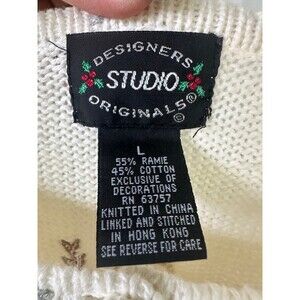 DESIGNERS
STUDIO
ORIGINALS®
©
L
55% RAMIE
45% COTTON
EXCLUSIVE OF
DECORATIONS
RN 63757
KNITTED IN CHINA
LINKED AND STITCHED
IN HONG KONG
SEE REVERSE FOR CARE